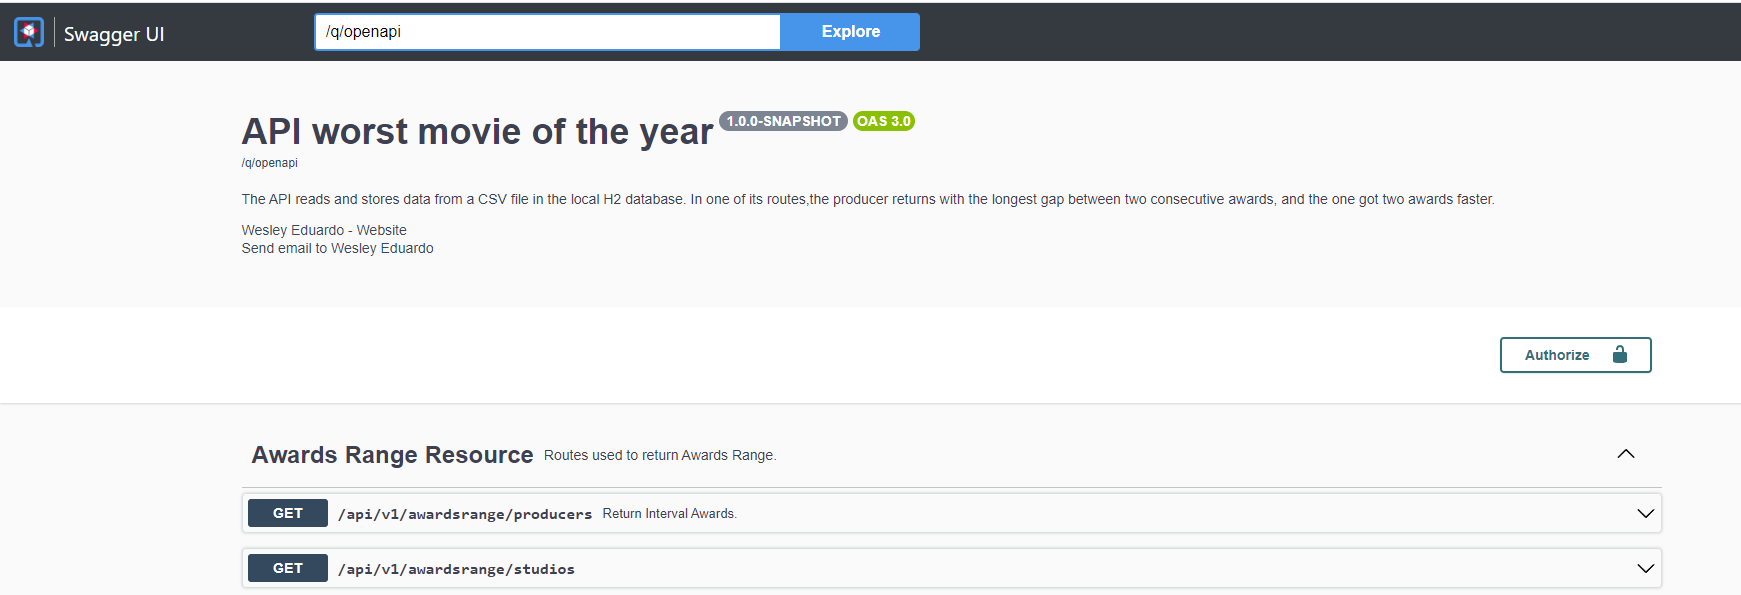 Swagger UI
/q/openapi
Explore
API worst movie of the year 1.0.0-SNAPSHOT OAS 3.0
/q/openapi
The API reads and stores data from a CSV file in the local H2 database. In one of its routes,the producer returns with the longest gap between two consecutive awards, and the one got two awards faster.
Wesley Eduardo - Website
Send email to Wesley Eduardo
Authorize
Awards Range Resource Routes used to return Awards Range.
GET /api/v1/awardsrange/producers Return Interval Awards.
GET /api/v1/awardsrange/studios